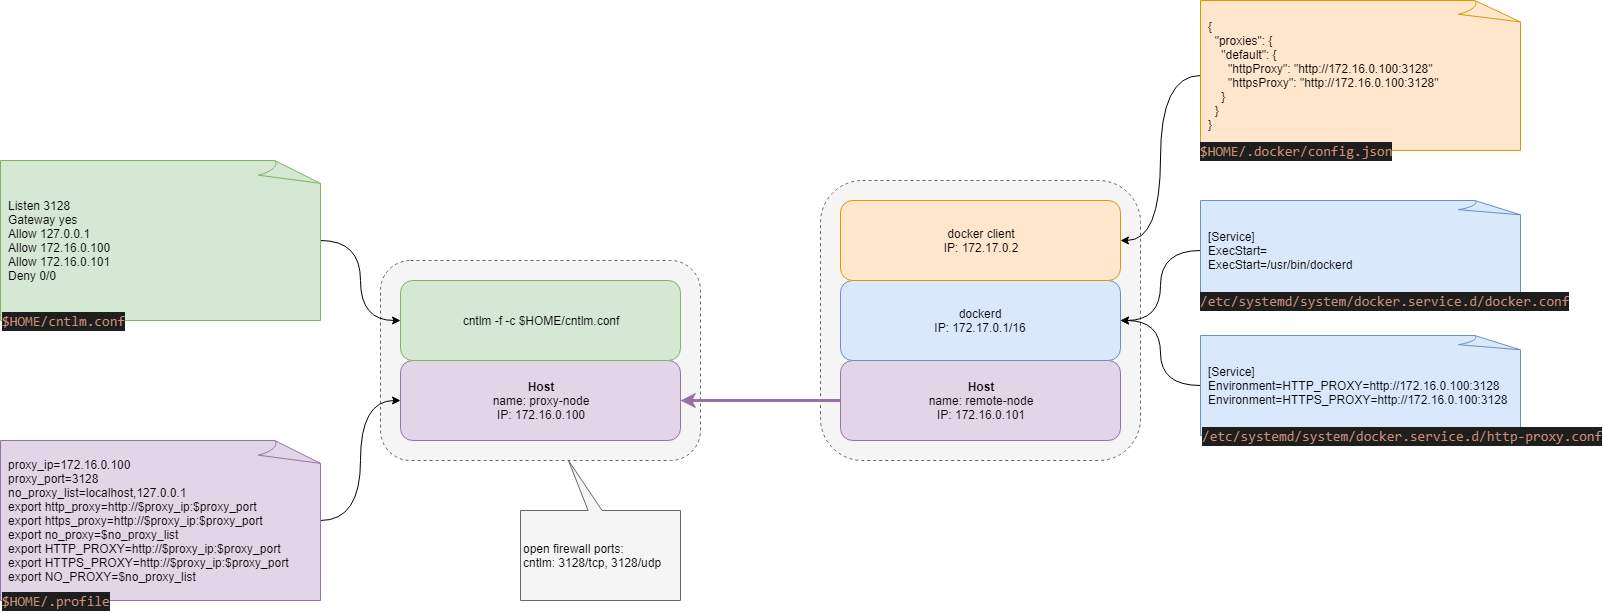 {
"proxies": {
"default": {
"httpProxy": "http://172.16.0.100:3128"
"httpsProxy": "http://172.16.0.100:3128"
}
}
}
$HOME/.docker/config.json
Listen 3128
Gateway yes
Allow 127.0.0.1
Allow 172.16.0.100
Allow 172.16.0.101
Deny 0/0
$HOME/cntlm.conf
cntlm -f -c $HOME/cntlm.conf
Host
name: proxy-node
IP: 172.16.0.100
docker client
IP: 172.17.0.2
dockerd
IP: 172.17.0.1/16
Host
name: remote-node
IP: 172.16.0.101
[Service]
ExecStart=
ExecStart=/usr/bin/dockerd
/etc/systemd/system/docker.service.d/docker.conf
[Service]
Environment=HTTP_PROXY=http://172.16.0.100:3128
Environment=HTTPS_PROXY=http://172.16.0.100:3128
/etc/systemd/system/docker.service.d/http-proxy.conf
proxy_ip=172.16.0.100
proxy_port=3128
no_proxy_list=localhost,127.0.0.1
export http_proxy=http://$proxy_ip:$proxy_port
export https_proxy=http://$proxy_ip:$proxy_port
export no_proxy=$no_proxy_list
export HTTP_PROXY=http://$proxy_ip:$proxy_port
export HTTPS_PROXY=http://$proxy_ip:$proxy_port
export NO_PROXY=$no_proxy_list
$HOME/.profile
open firewall ports:
cntlm: 3128/tcp, 3128/udp